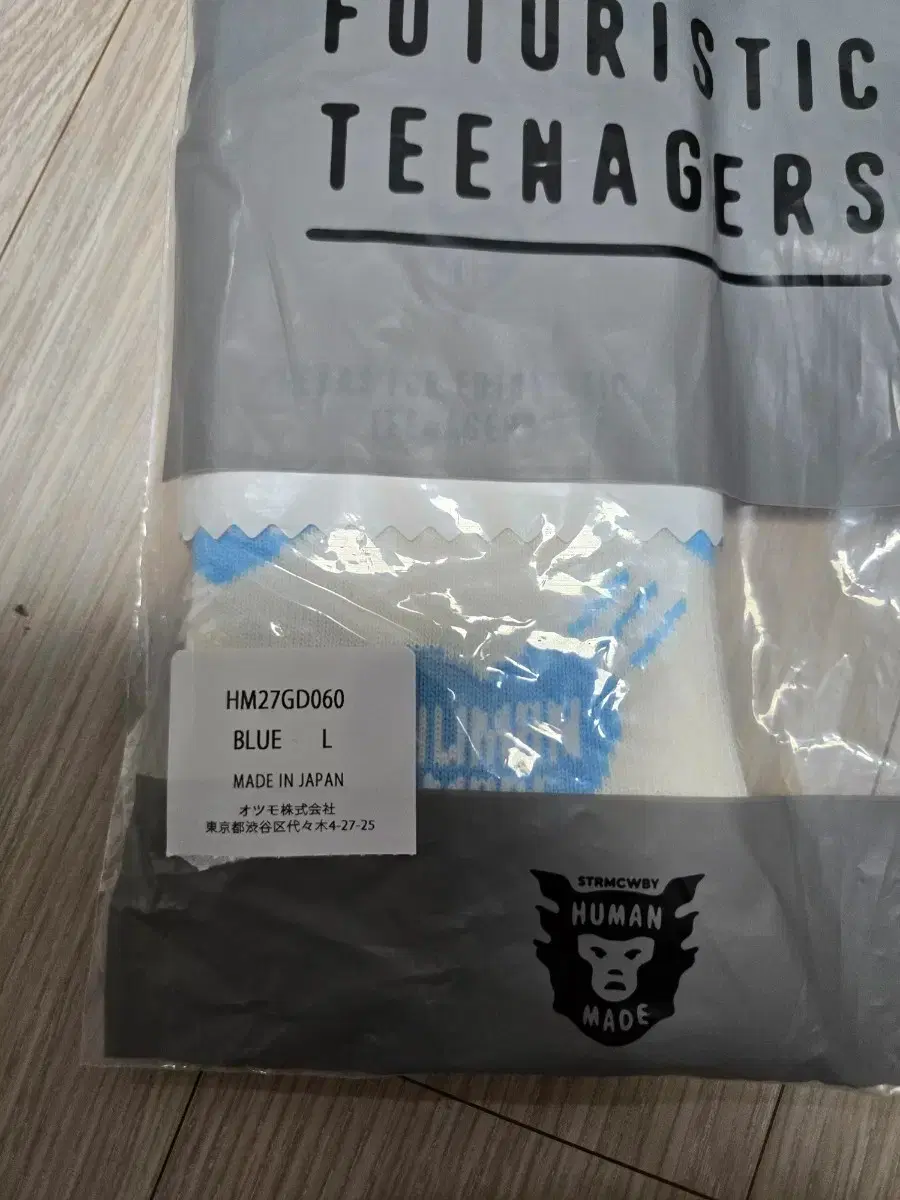 FUTURISTIC
TEENAGERS
HUMAN
HM27GD060
BLUE L
MADE IN JAPAN
オツモ株式会社
東京都渋谷区代々木4-27-25
STRMCWBY
HUMAN
MADE